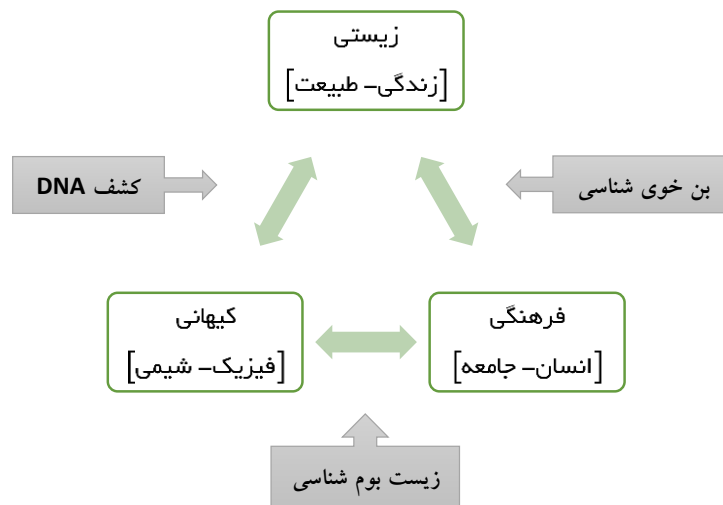 زیستی
[زندگی- طبیعت]
بن خوی شناسی
کشف DNA
فرهنگی
[انسان- جامعه]
کیهانی
[فیزیک- شیمی]
زیست بوم شناسی